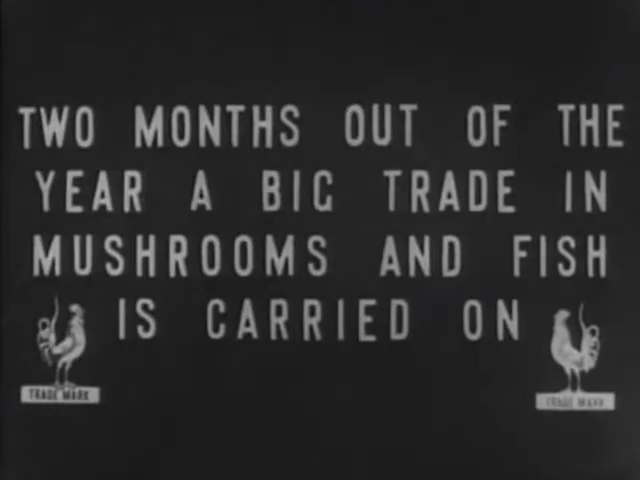 TWO MONTHS OUT OF THE
YEAR A BIG TRADE IN
MUSHROOMS AND FISH
IS CARRIED ON
TRADE MARK
TRADE MARK